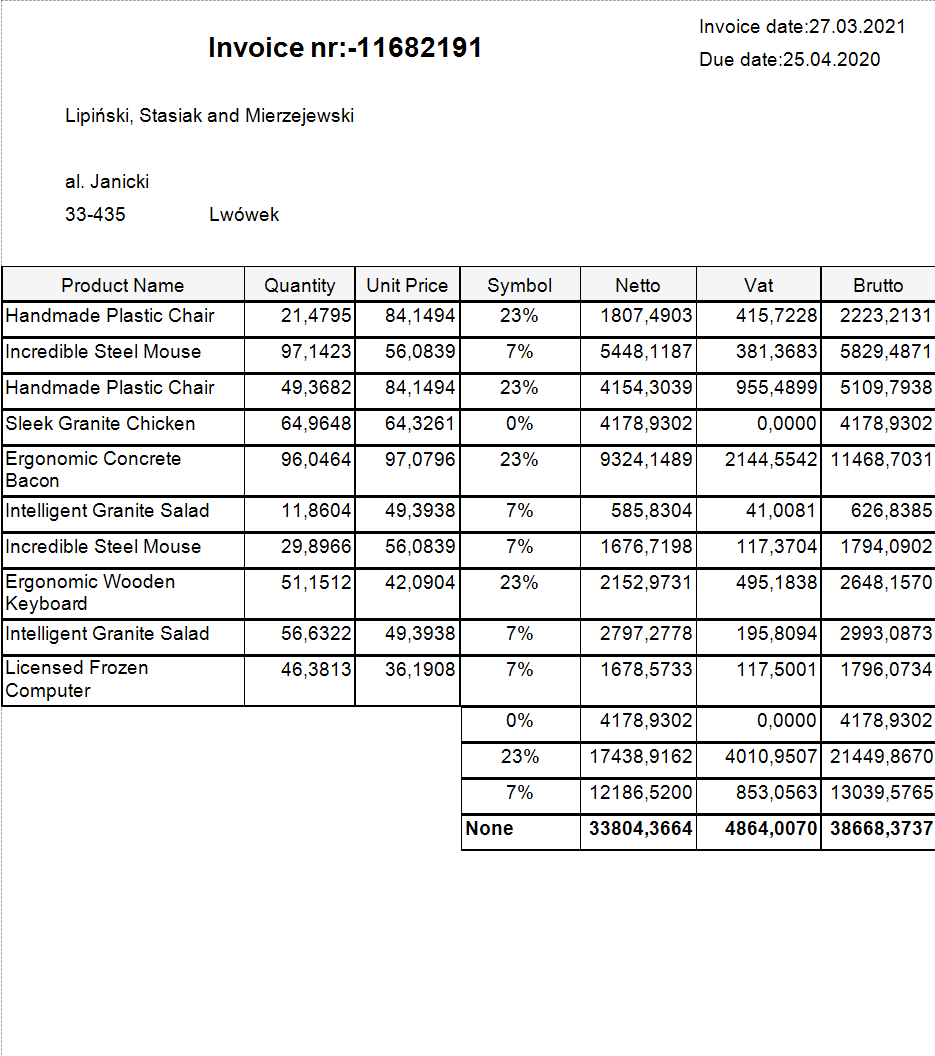 Invoice nr:-11682191
Invoice date:27.03.2021
Due date:25.04.2020
Lipiński, Stasiak and Mierzejewski
al. Janicki
33-435 Lwówek
Product Name Quantity Unit Price Symbol Netto Vat Brutto
Handmade Plastic Chair 21,4795 84,1494 23% 1807,4903 415,7228 2223,2131
Incredible Steel Mouse 97,1423 56,0839 7% 5448,1187 381,3683 5829,4871
Handmade Plastic Chair 49,3682 84,1494 23% 4154,3039 955,4899 5109,7938
Sleek Granite Chicken 64,9648 64,3261 0% 4178,9302 0,0000 4178,9302
Ergonomic Concrete 96,0464 97,0796 23% 9324,1489 2144,5542 11468,7031
Bacon
Intelligent Granite Salad 11,8604 49,3938 7% 585,8304 41,0081 626,8385
Incredible Steel Mouse 29,8966 56,0839 7% 1676,7198 117,3704 1794,0902
Ergonomic Wooden 51,1512 42,0904 23% 2152,9731 495,1838 2648,1570
Keyboard
Intelligent Granite Salad 56,6322 49,3938 7% 2797,2778 195,8094 2993,0873
Licensed Frozen 46,3813 36,1908 7% 1678,5733 117,5001 1796,0734
Computer
0% 4178,9302 0,0000 4178,9302
23% 17438,9162 4010,9507 21449,8670
7% 12186,5200 853,0563 13039,5765
None 33804,3664 4864,0070 38668,3737